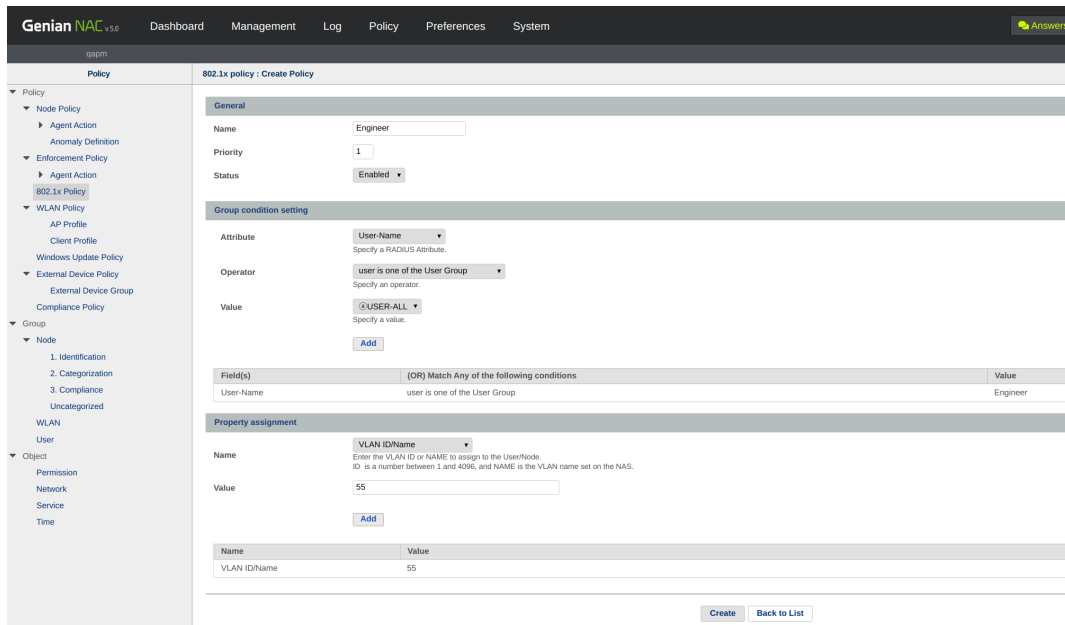 Genian NAC v5.0 Dashboard Management Log Policy Preferences System Answers
qapm
Policy
802.1x policy : Create Policy
Policy
Node Policy
Agent Action
Anomaly Definition
Enforcement Policy
Agent Action
802.1x Policy
WLAN Policy
AP Profile
Client Profile
Windows Update Policy
External Device Policy
External Device Group
Compliance Policy
Group
Node
1. Identification
2. Categorization
3. Compliance
Uncategorized
WLAN
User
Object
Permission
Network
Service
Time
General
Name Engineer
Priority 1
Status Enabled
Group condition setting
Attribute User-Name
Specify a RADIUS Attribute.
Operator user is one of the User Group
Specify an operator.
Value ⓐUSER-ALL
Specify a value.
Add
Field(s) (OR) Match Any of the following conditions Value
User-Name user is one of the User Group Engineer
Property assignment
Name VLAN ID/Name
Enter the VLAN ID or NAME to assign to the User/Node.
ID is a number between 1 and 4096, and NAME is the VLAN name set on the NAS.
Value 55
Add
Name Value
VLAN ID/Name 55
Create Back to List